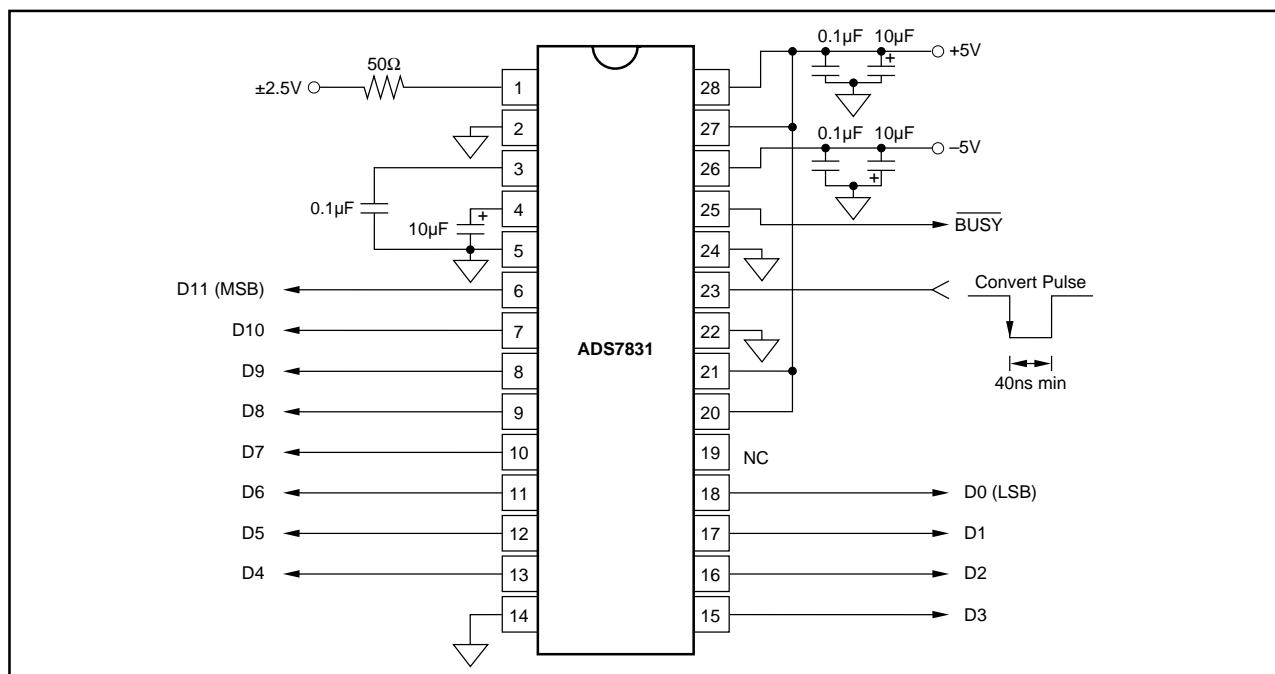 ±2.5V
50Ω
0.1µF
10µF
+
+5V
0.1µF
10µF
+
–5V
0.1µF
10µF
+
BUSY
Convert Pulse
40ns min
ADS7831
NC
D11 (MSB)
D10
D9
D8
D7
D6
D5
D4
D0 (LSB)
D1
D2
D3
1
2
3
4
5
6
7
8
9
10
11
12
13
14
28
27
26
25
24
23
22
21
20
19
18
17
16
15